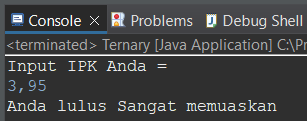 Console × Problems Debug Shell
<terminated> Ternary [Java Application] C:\Pr
Input IPK Anda =
3,95
Anda lulus Sangat memuaskan